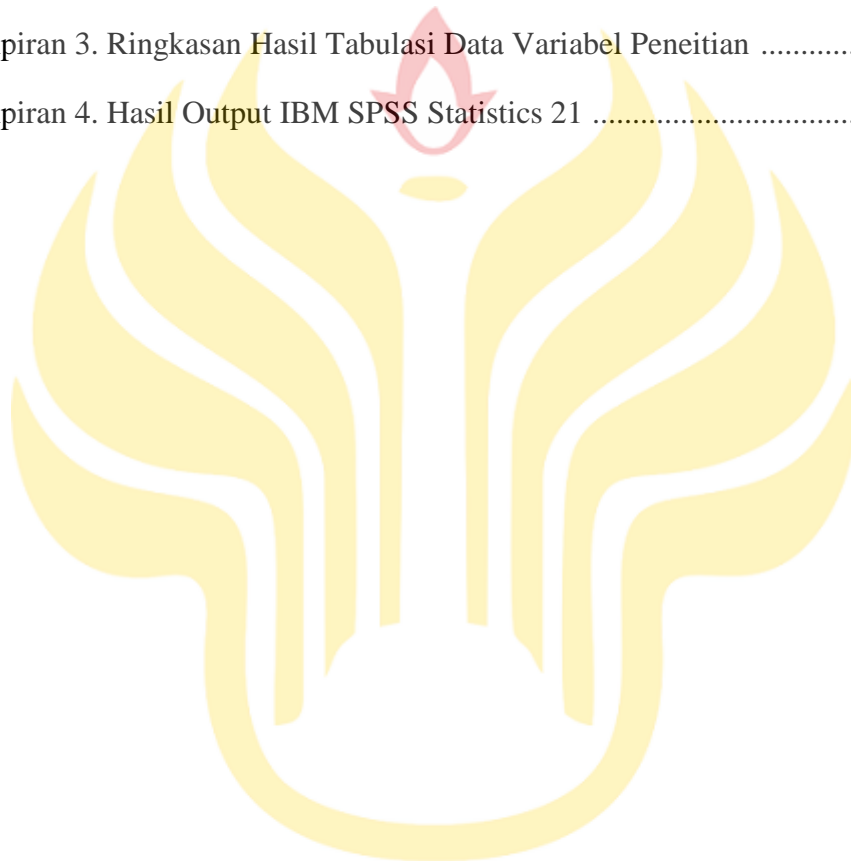 piran 3. Ringkasan Hasil Tabulasi Data Variabel Peneitian .............
piran 4. Hasil Output IBM SPSS Statistics 21 ...................................